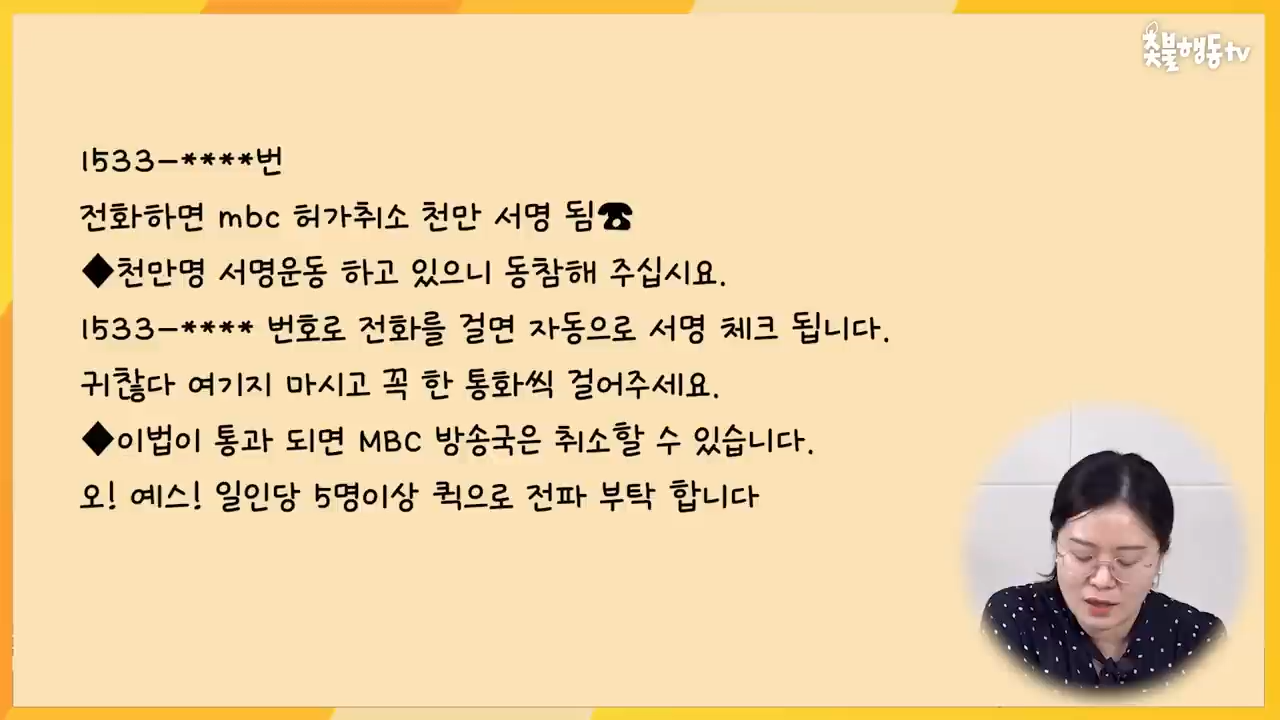 촛불행동tv
1533-****번
전화하면 mbc 허가취소 천만 서명 됨☎
◆천만명 서명운동 하고 있으니 동참해 주십시요.
1533-**** 번호로 전화를 걸면 자동으로 서명 체크 됩니다.
귀찮다 여기지 마시고 꼭 한 통화씩 걸어주세요.
◆이법이 통과 되면 MBC 방송국은 취소할 수 있습니다.
오! 예스! 일인당 5명이상 퀵으로 전파 부탁 합니다